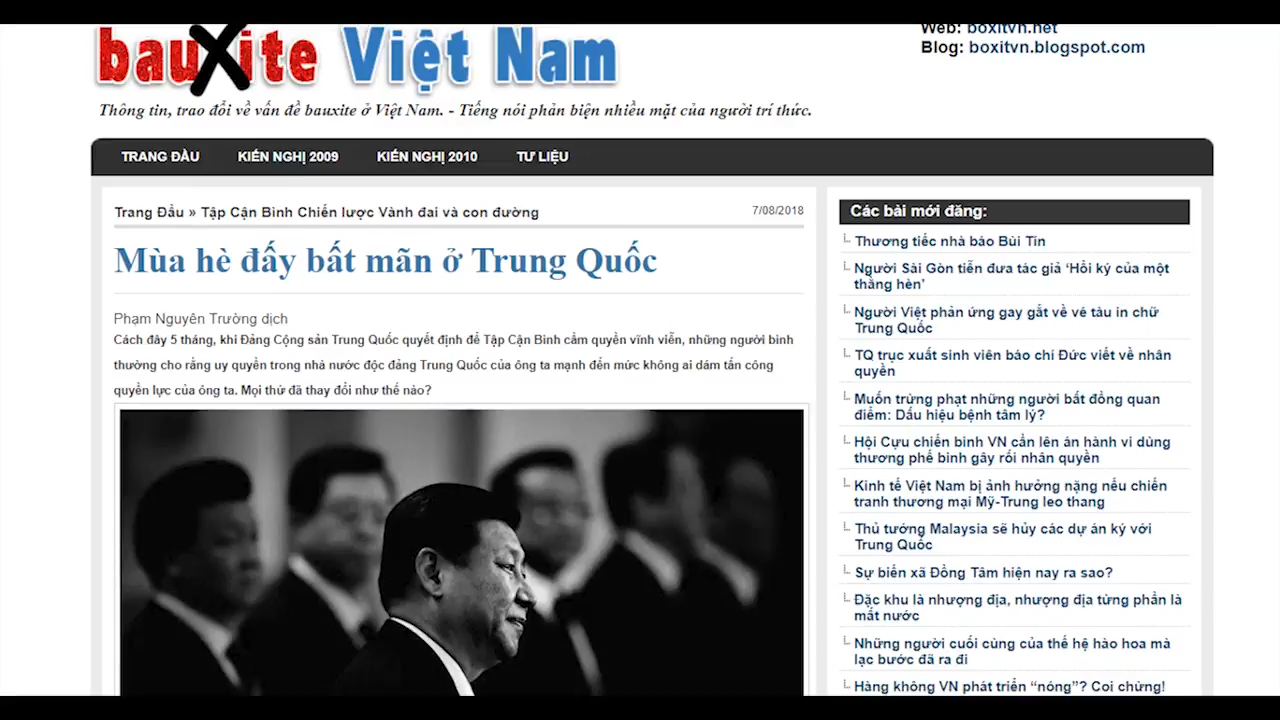 bauxite Việt Nam
Web: boxitvn.net
Blog: boxitvn.blogspot.com
Thông tin, trao đổi về vấn đề bauxite ở Việt Nam. - Tiếng nói phản biện nhiều mặt của người trí thức.
TRANG ĐẦU KIẾN NGHỊ 2009 KIẾN NGHỊ 2010 TƯ LIỆU
Trang Đầu » Tập Cận Bình Chiến lược Vành đai và con đường
7/08/2018
Mùa hè đầy bất mãn ở Trung Quốc
Phạm Nguyên Trường dịch
Cách đây 5 tháng, khi Đảng Cộng sản Trung Quốc quyết định để Tập Cận Bình cầm quyền vĩnh viễn, những người bình
thường cho rằng uy quyền trong nhà nước độc đảng Trung Quốc của ông ta mạnh đến mức không ai dám tấn công
quyền lực của ông ta. Mọi thứ đã thay đổi như thế nào?
Các bài mới đăng:
Thương tiếc nhà báo Bùi Tín
Người Sài Gòn tiễn đưa tác giả ‘Hồi ký của một
thằng hèn’
Người Việt phản ứng gay gắt về vé tàu in chữ
Trung Quốc
TQ trục xuất sinh viên báo chí Đức viết về nhân
quyền
Muốn trừng phạt những người bất đồng quan
điểm: Dấu hiệu bệnh tâm lý?
Hội Cựu chiến binh VN cần lên án hành vi dùng
thương phế binh gây rối nhân quyền
Kinh tế Việt Nam bị ảnh hưởng nặng nếu chiến
tranh thương mại Mỹ-Trung leo thang
Thủ tướng Malaysia sẽ hủy các dự án ký với
Trung Quốc
Sự biến xã Đồng Tâm hiện nay ra sao?
Đặc khu là nhượng địa, nhượng địa từng phần là
mất nước
Những người cuối cùng của thế hệ hào hoa mà
lạc bước đã ra đi
Hàng không VN phát triển “nóng”? Coi chừng!